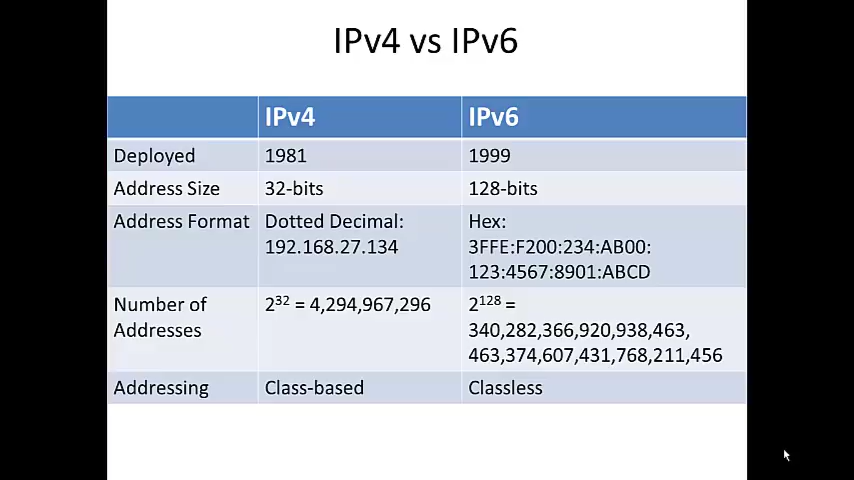 IPv4 vs IPv6
IPv4 IPv6
Deployed 1981 1999
Address Size 32-bits 128-bits
Address Format Dotted Decimal: Hex:
192.168.27.134 3FFE:F200:234:AB00:
123:4567:8901:ABCD
Number of 2³² = 4,294,967,296 2¹²⁸ =
Addresses 340,282,366,920,938,463,
463,374,607,431,768,211,456
Addressing Class-based Classless